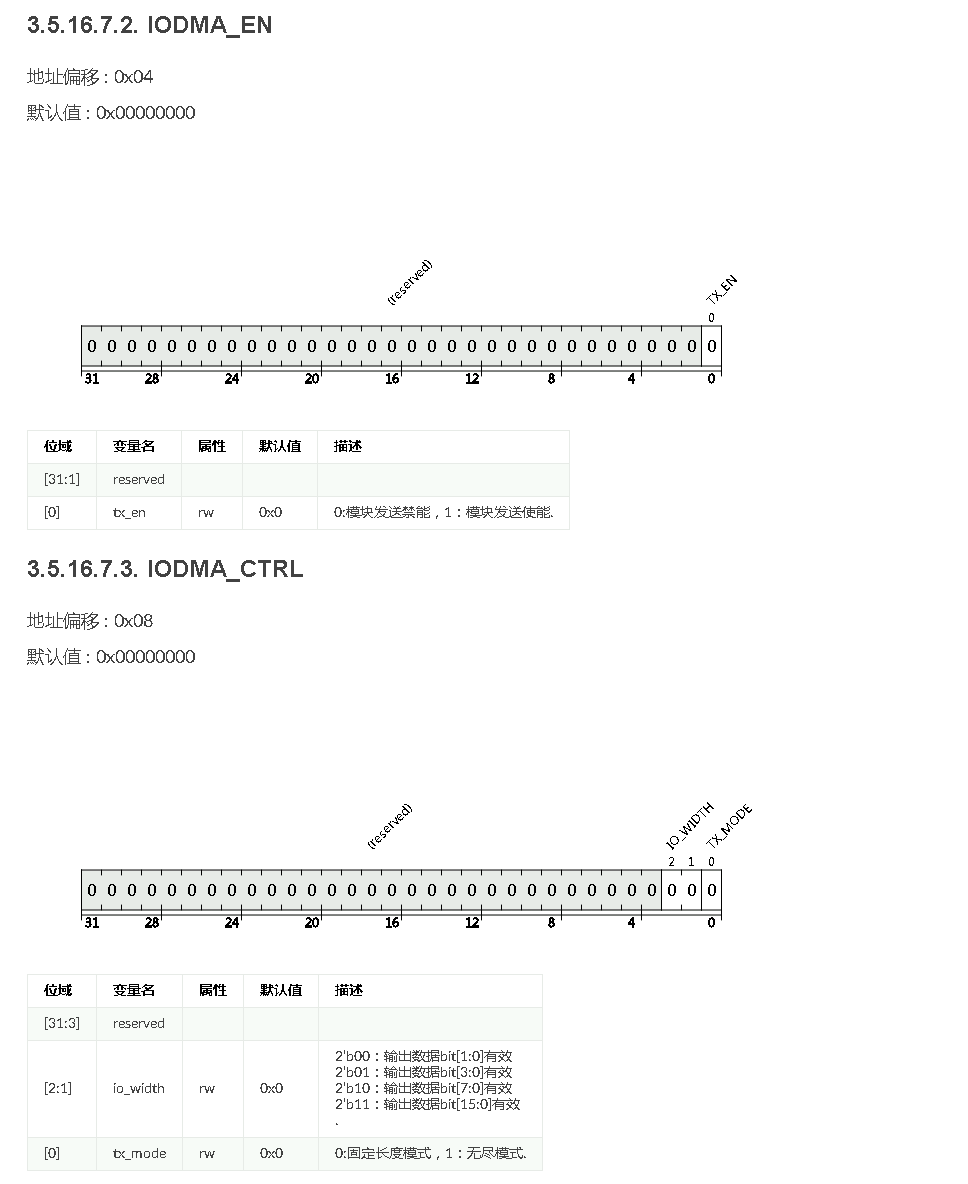 3.5.16.7.2. IODMA_EN
地址偏移：0x04
默认值：0x00000000
(reserved)
TX_EN
0
0 0 0 0 0 0 0 0 0 0 0 0 0 0 0 0 0 0 0 0 0 0 0 0 0 0 0 0 0 0 0 0
31 28 24 20 16 12 8 4 0
位域 变量名 属性 默认值 描述
[31:1] reserved
[0] tx_en rw 0x0 0:模块发送禁能，1：模块发送使能.
3.5.16.7.3. IODMA_CTRL
地址偏移：0x08
默认值：0x00000000
(reserved)
IO_WIDTH
TX_MODE
2 1 0
0 0 0 0 0 0 0 0 0 0 0 0 0 0 0 0 0 0 0 0 0 0 0 0 0 0 0 0 0 0 0 0
31 28 24 20 16 12 8 4 0
位域 变量名 属性 默认值 描述
[31:3] reserved
[2:1] io_width rw 0x0 2'b00：输出数据bit[1:0]有效
2'b01：输出数据bit[3:0]有效
2'b10：输出数据bit[7:0]有效
2'b11：输出数据bit[15:0]有效
.
[0] tx_mode rw 0x0 0:固定长度模式，1：无尽模式.